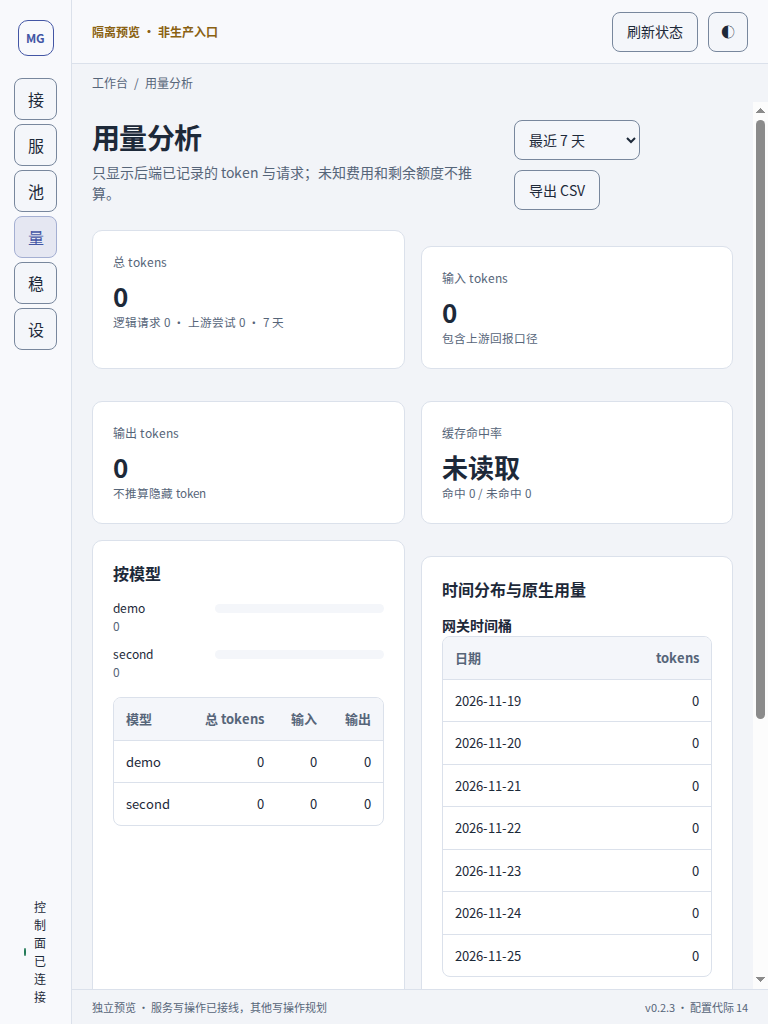 MG
接
服
池
量
稳
设
控
制
面
已
连
接
隔离预览 · 非生产入口
刷新状态
工作台 / 用量分析
用量分析
只显示后端已记录的 token 与请求；未知费用和剩余额度不推
算。
最近 7 天
导出 CSV
总 tokens
0
逻辑请求 0 · 上游尝试 0 · 7 天
输入 tokens
0
包含上游回报口径
输出 tokens
0
不推算隐藏 token
缓存命中率
未读取
命中 0 / 未命中 0
按模型
demo
0
second
0
模型 总 tokens 输入 输出
demo 0 0 0
second 0 0 0
时间分布与原生用量
网关时间桶
日期 tokens
2026-11-19 0
2026-11-20 0
2026-11-21 0
2026-11-22 0
2026-11-23 0
2026-11-24 0
2026-11-25 0
独立预览 · 服务写操作已接线，其他写操作按规划
v0.2.3 · 配置代际 14